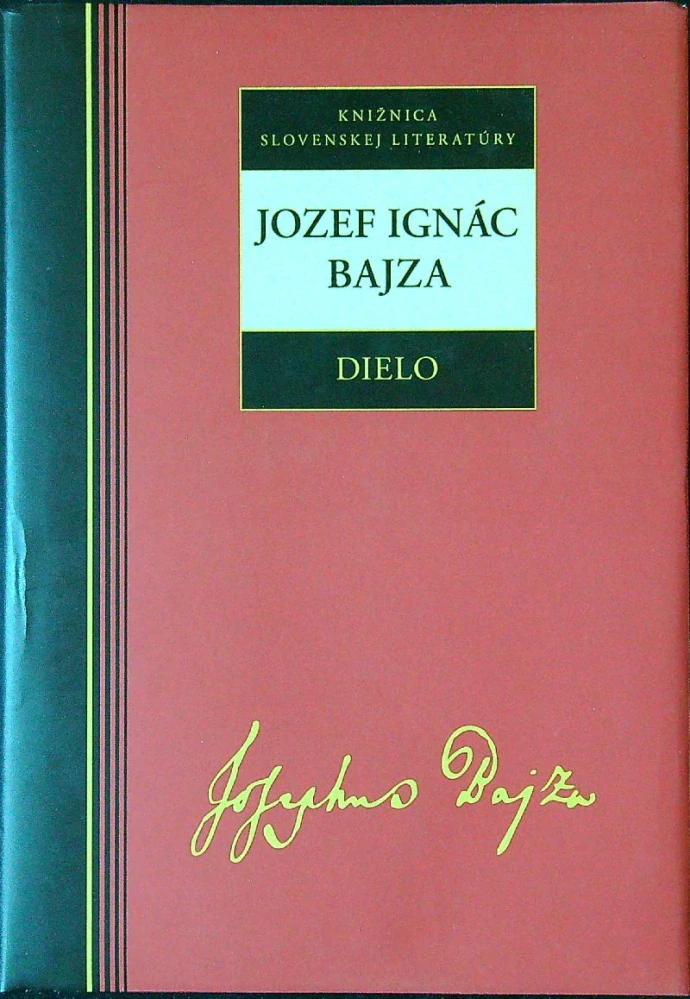 KNIŽNICA
SLOVENSKEJ LITERATÚRY
JOZEF IGNÁC
BAJZA
DIELO
Josephus Bajza